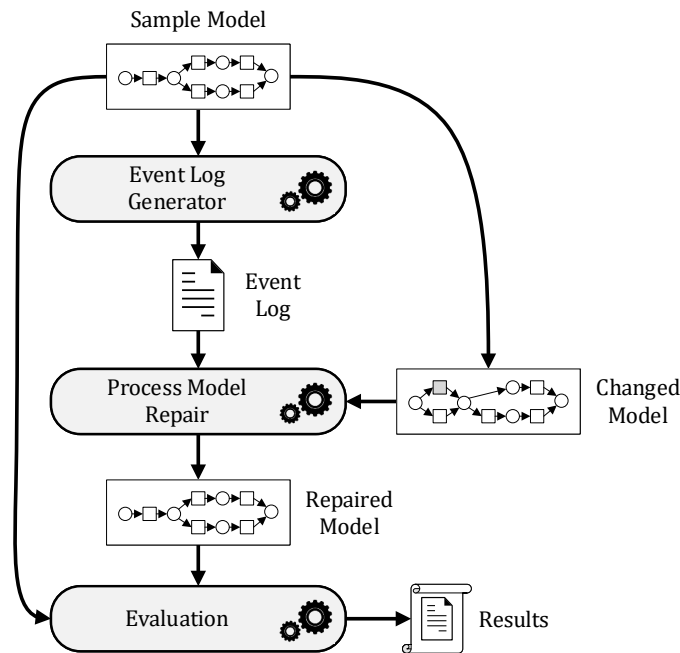 Sample Model
Event Log
Generator
Event
Log
Process Model
Repair
Changed
Model
Repaired
Model
Evaluation
Results